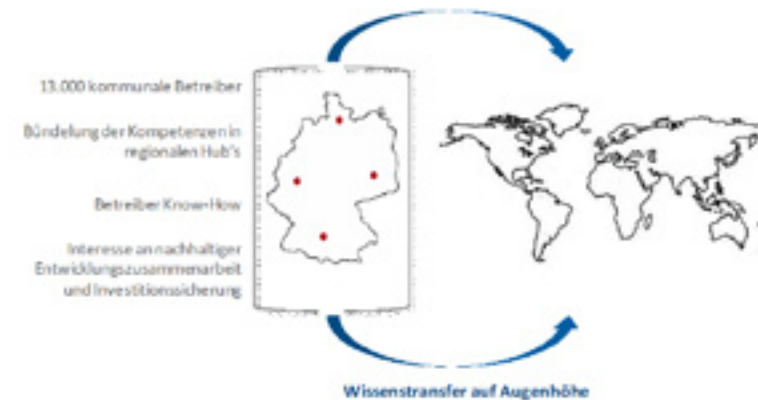 13.000 kommunale Betreiber
Bündelung der Kompetenzen in
regionalen Hub's
Betreiber Know-How
Interesse an nachhaltiger
Entwicklungszusammenarbeit
und Investitionssicherung
Wissenstransfer auf Augenhöhe